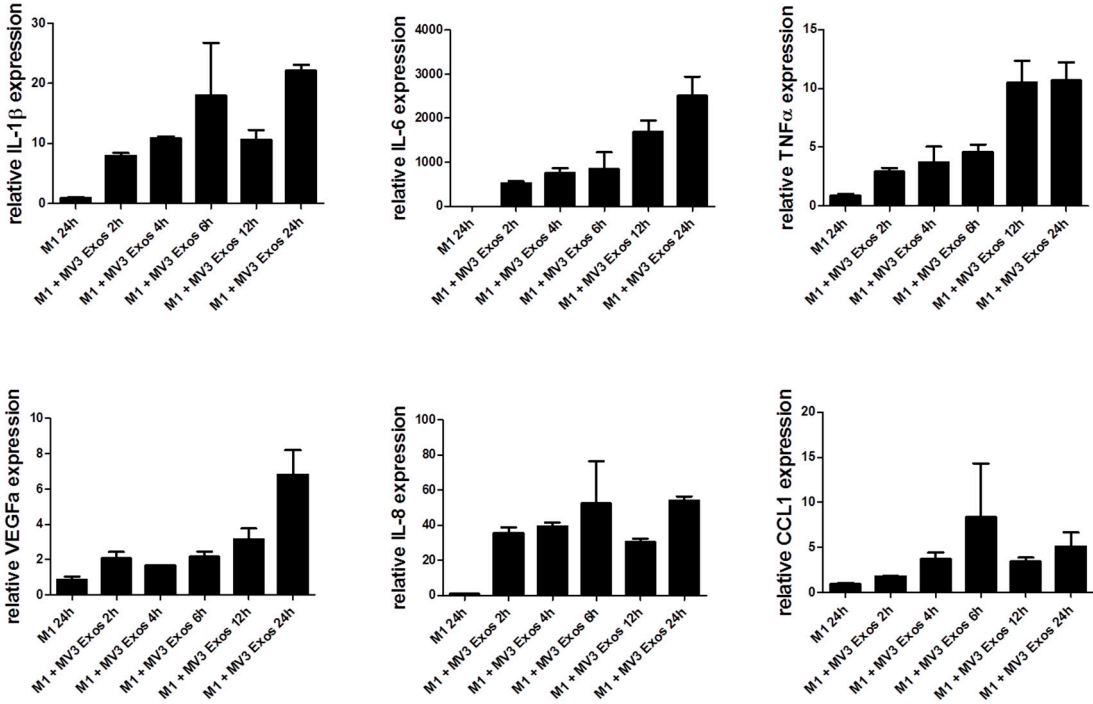 relative IL-1β expression
30
20
10
0
M1 24h
M1 + MV3 Exos 2h
M1 + MV3 Exos 4h
M1 + MV3 Exos 6h
M1 + MV3 Exos 12h
M1 + MV3 Exos 24h
relative IL-6 expression
4000
3000
2000
1000
0
M1 24h
M1 + MV3 Exos 2h
M1 + MV3 Exos 4h
M1 + MV3 Exos 6h
M1 + MV3 Exos 12h
M1 + MV3 Exos 24h
relative TNFα expression
15
10
5
0
M1 24h
M1 + MV3 Exos 2h
M1 + MV3 Exos 4h
M1 + MV3 Exos 6h
M1 + MV3 Exos 12h
M1 + MV3 Exos 24h
relative VEGFa expression
10
8
6
4
2
0
M1 24h
M1 + MV3 Exos 2h
M1 + MV3 Exos 4h
M1 + MV3 Exos 6h
M1 + MV3 Exos 12h
M1 + MV3 Exos 24h
relative IL-8 expression
100
80
60
40
20
0
M1 24h
M1 + MV3 Exos 2h
M1 + MV3 Exos 4h
M1 + MV3 Exos 6h
M1 + MV3 Exos 12h
M1 + MV3 Exos 24h
relative CCL1 expression
20
15
10
5
0
M1 24h
M1 + MV3 Exos 2h
M1 + MV3 Exos 4h
M1 + MV3 Exos 6h
M1 + MV3 Exos 12h
M1 + MV3 Exos 24h